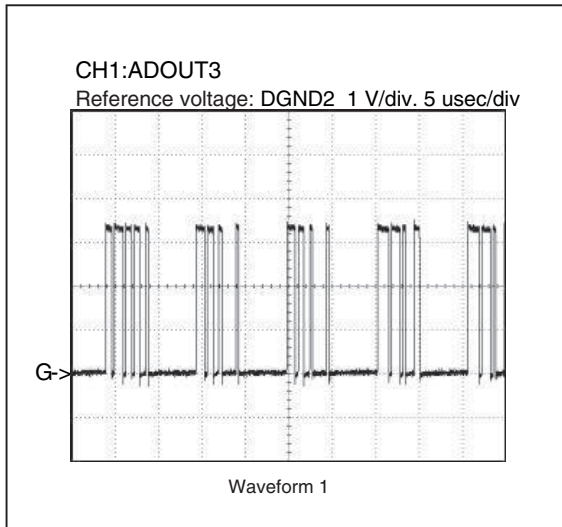 CH1:ADOUT3
Reference voltage: DGND2 1 V/div. 5 usec/div
G->
Waveform 1